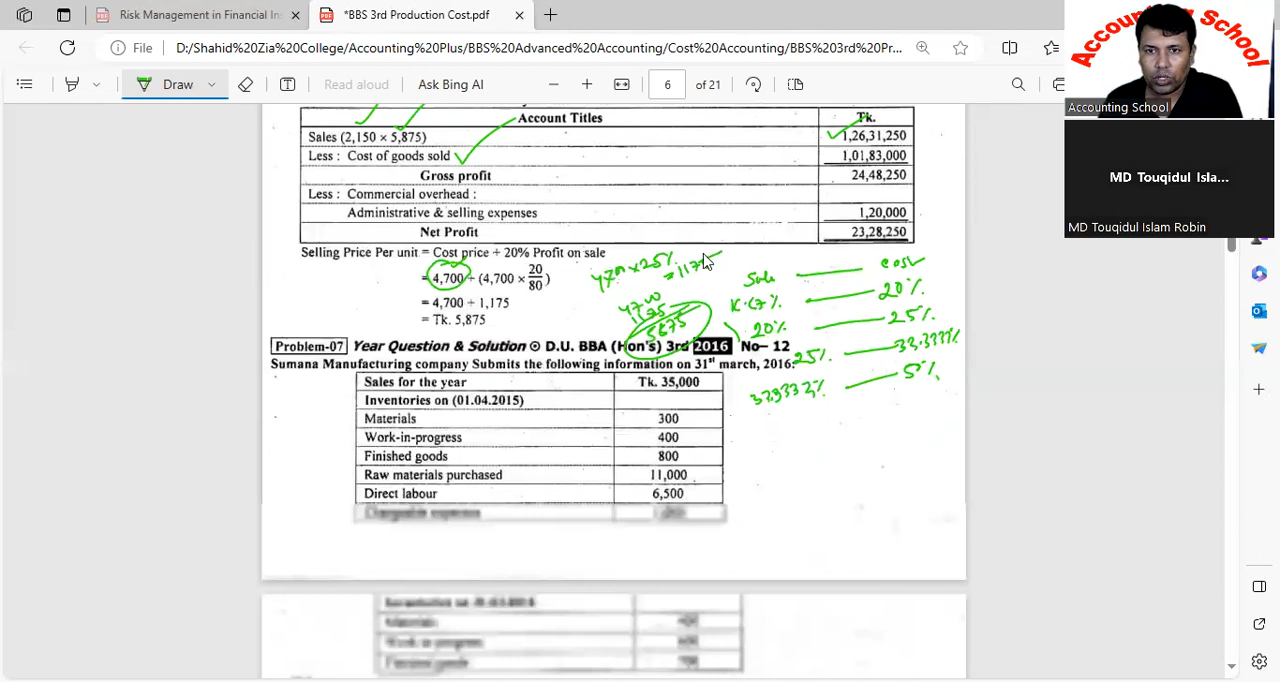 Risk Management in Financial In
*BBS 3rd Production Cost.pdf
File
D:/Shahid%20Zia%20College/Accounting%20Plus/BBS%20Advanced%20Accounting/Cost%20Accounting/BBS%203rd%20Pr...
Draw
Read aloud
Ask Bing AI
6 of 21
Accounting School
Accounting School
MD Touqidul Isla...
MD Touqidul Islam Robin
Account Titles Tk.
Sales (2,150 × 5,875) 1,26,31,250
Less : Cost of goods sold 1,01,83,000
Gross profit 24,48,250
Less : Commercial overhead :
Administrative & selling expenses 1,20,000
Net Profit 23,28,250
Selling Price Per unit = Cost price + 20% Profit on sale
= 4,700 + (4,700 × 20/80)
= 4,700 + 1,175
= Tk. 5,875
4700 × 25%
4700
1175
5875
Sale cost
20%
20% 25%
25% 33.333%
Problem-07 Year Question & Solution ⊙ D.U. BBA (Hon's) 3rd 2016 No– 12
Sumana Manufacturing company Submits the following information on 31st march, 2016:
Sales for the year Tk. 35,000
Inventories on (01.04.2015)
Materials 300
Work-in-progress 400
Finished goods 800
Raw materials purchased 11,000
Direct labour 6,500